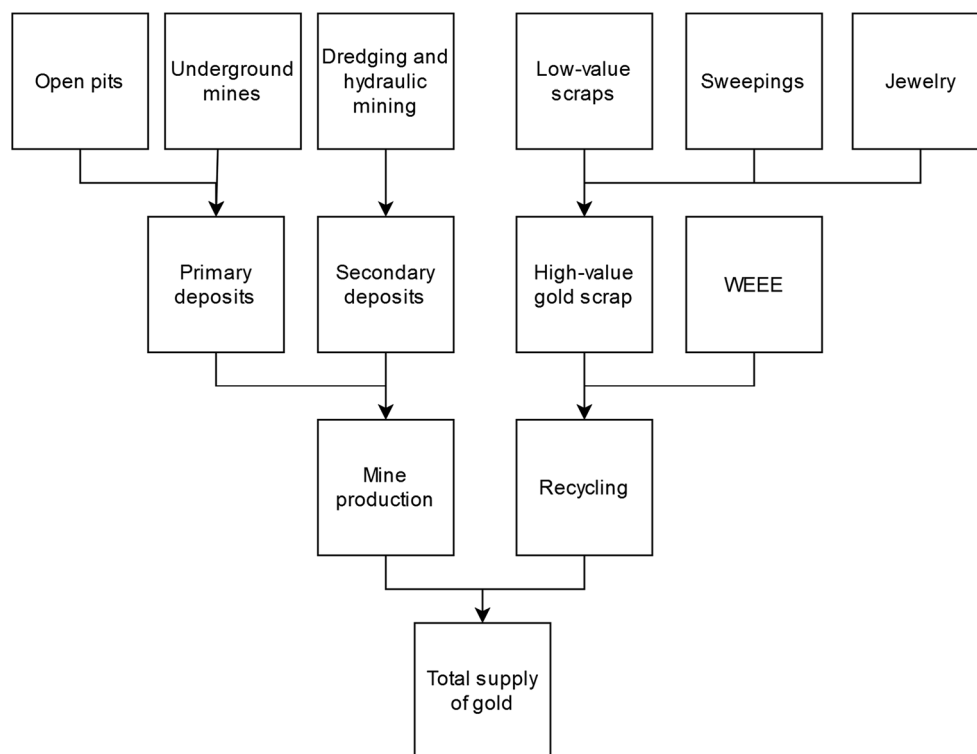 Open pits
Underground
mines
Dredging and
hydraulic
mining
Low-value
scraps
Sweepings
Jewelry
Primary
deposits
Secondary
deposits
High-value
gold scrap
WEEE
Mine
production
Recycling
Total supply
of gold